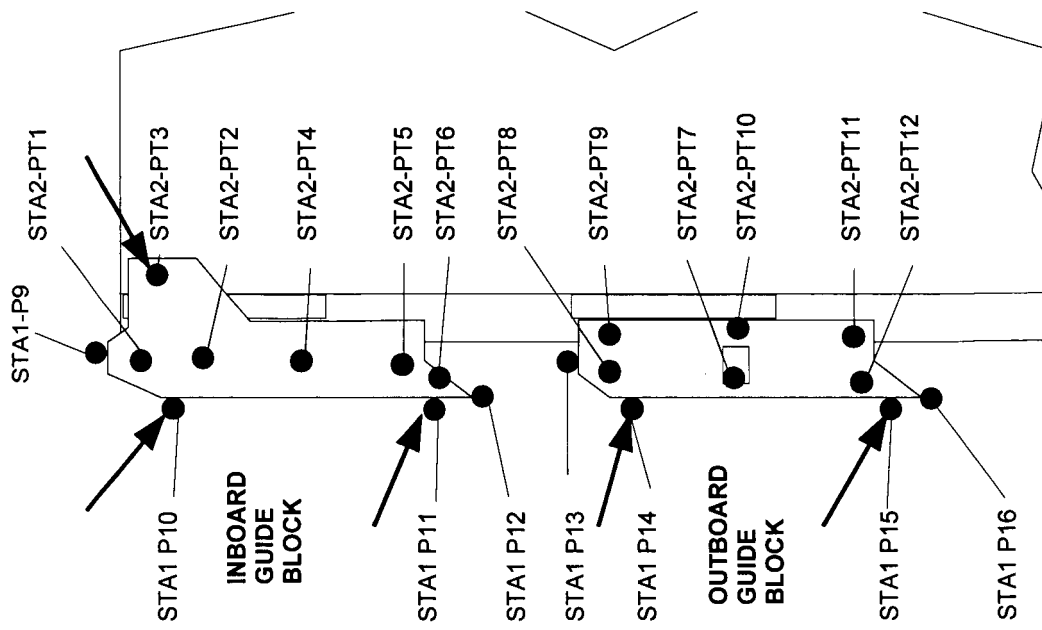 STA1-P9
STA2-PT1
STA2-PT3
STA2-PT2
STA2-PT4
STA2-PT5
STA2-PT6
STA2-PT8
STA2-PT9
STA2-PT7
STA2-PT10
STA2-PT11
STA2-PT12
STA1 P10
INBOARD
GUIDE
BLOCK
STA1 P11
STA1 P12
STA1 P13
STA1 P14
OUTBOARD
GUIDE
BLOCK
STA1 P15
STA1 P16